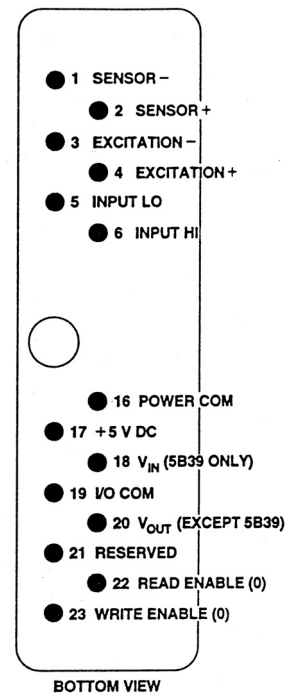 1 SENSOR −
2 SENSOR +
3 EXCITATION −
4 EXCITATION +
5 INPUT LO
6 INPUT HI
16 POWER COM
17 +5 V DC
18 VIN (5B39 ONLY)
19 I/O COM
20 VOUT (EXCEPT 5B39)
21 RESERVED
22 READ ENABLE (0)
23 WRITE ENABLE (0)
BOTTOM VIEW